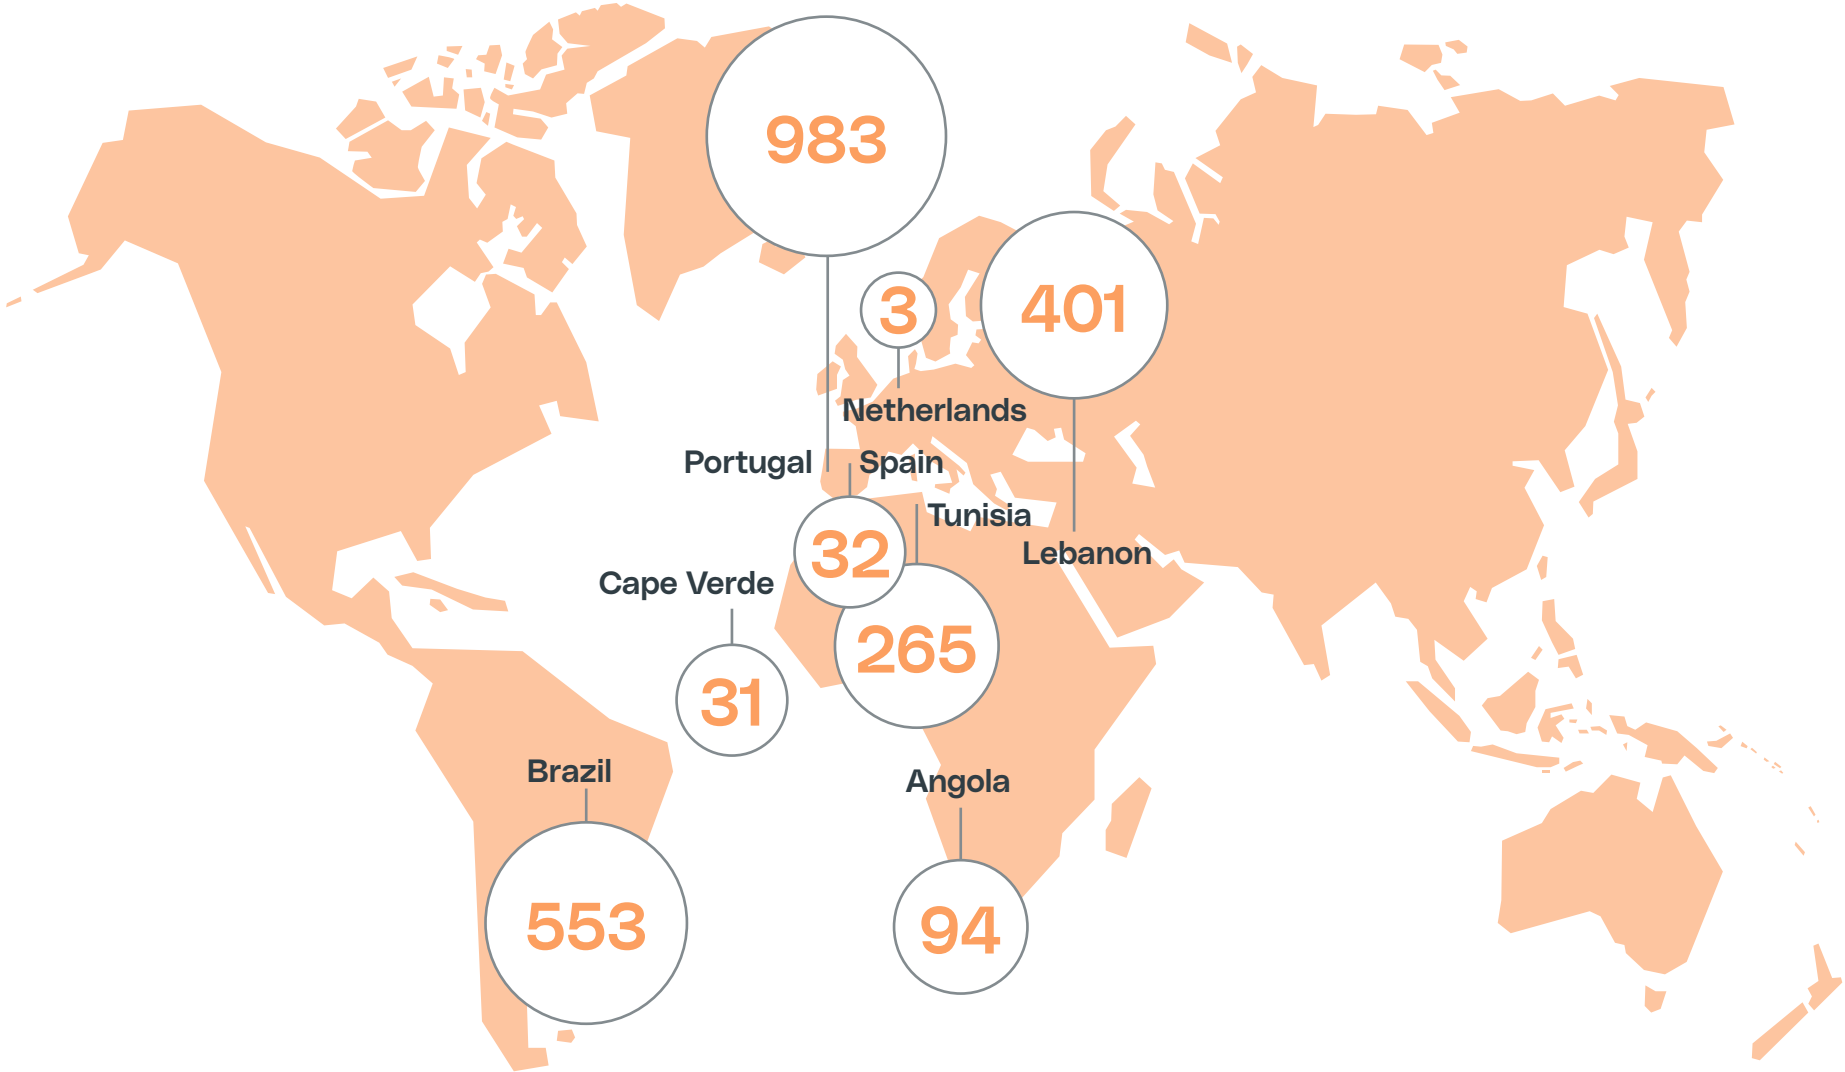 983
3
401
Netherlands
Portugal
Spain
Tunisia
32
Lebanon
Cape Verde
265
31
Brazil
Angola
553
94